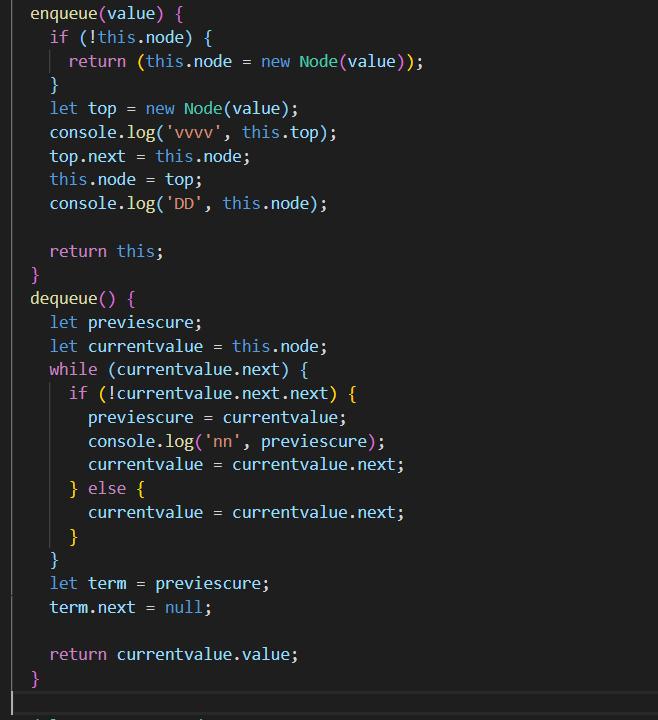 enqueue(value) {
if (!this.node) {
return (this.node = new Node(value));
}
let top = new Node(value);
console.log('vvvv', this.top);
top.next = this.node;
this.node = top;
console.log('DD', this.node);
return this;
}
dequeue() {
let previescure;
let currentvalue = this.node;
while (currentvalue.next) {
if (!currentvalue.next.next) {
previescure = currentvalue;
console.log('nn', previescure);
currentvalue = currentvalue.next;
} else {
currentvalue = currentvalue.next;
}
}
let term = previescure;
term.next = null;
return currentvalue.value;
}